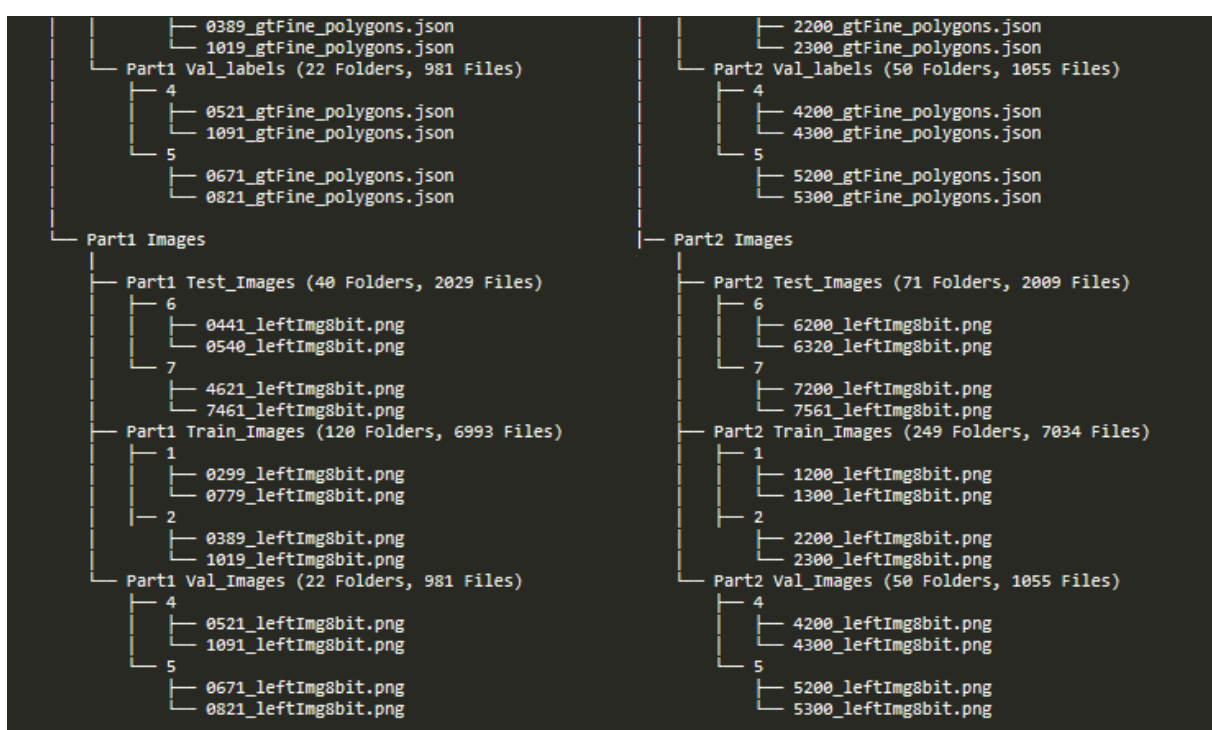 0389_gtFine_polygons.json
1019_gtFine_polygons.json
Part1 Val_labels (22 Folders, 981 Files)
4
0521_gtFine_polygons.json
1091_gtFine_polygons.json
5
0671_gtFine_polygons.json
0821_gtFine_polygons.json
Part1 Images
Part1 Test_Images (40 Folders, 2029 Files)
6
0441_leftImg8bit.png
0540_leftImg8bit.png
7
4621_leftImg8bit.png
7461_leftImg8bit.png
Part1 Train_Images (120 Folders, 6993 Files)
1
0299_leftImg8bit.png
0779_leftImg8bit.png
2
0389_leftImg8bit.png
1019_leftImg8bit.png
Part1 Val_Images (22 Folders, 981 Files)
4
0521_leftImg8bit.png
1091_leftImg8bit.png
5
0671_leftImg8bit.png
0821_leftImg8bit.png
2200_gtFine_polygons.json
2300_gtFine_polygons.json
Part2 Val_labels (50 Folders, 1055 Files)
4
4200_gtFine_polygons.json
4300_gtFine_polygons.json
5
5200_gtFine_polygons.json
5300_gtFine_polygons.json
Part2 Images
Part2 Test_Images (71 Folders, 2009 Files)
6
6200_leftImg8bit.png
6320_leftImg8bit.png
7
7200_leftImg8bit.png
7561_leftImg8bit.png
Part2 Train_Images (249 Folders, 7034 Files)
1
1200_leftImg8bit.png
1300_leftImg8bit.png
2
2200_leftImg8bit.png
2300_leftImg8bit.png
Part2 Val_Images (50 Folders, 1055 Files)
4
4200_leftImg8bit.png
4300_leftImg8bit.png
5
5200_leftImg8bit.png
5300_leftImg8bit.png